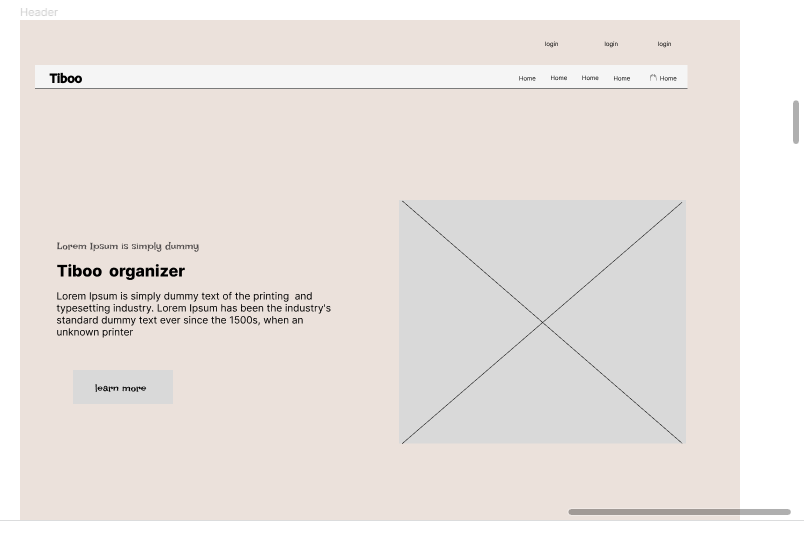 Header
login login login
Tiboo Home Home Home Home Home
Lorem Ipsum is simply dummy
Tiboo organizer
Lorem Ipsum is simply dummy text of the printing and
typesetting industry. Lorem Ipsum has been the industry's
standard dummy text ever since the 1500s, when an
unknown printer
learn more